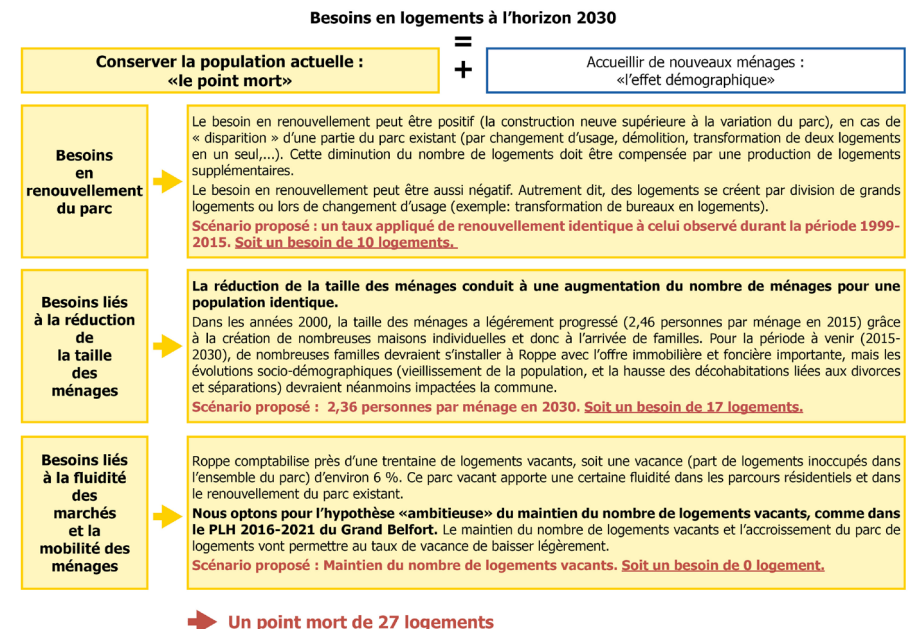 Besoins en logements à l’horizon 2030
=
Conserver la population actuelle :
«le point mort»
+
Accueillir de nouveaux ménages :
«l’effet démographique»
Besoins
en
renouvellement
du parc
Le besoin en renouvellement peut être positif (la construction neuve supérieure à la variation du parc), en cas de
« disparition » d’une partie du parc existant (par changement d’usage, démolition, transformation de deux logements
en un seul,...). Cette diminution du nombre de logements doit être compensée par une production de logements
supplémentaires.
Le besoin en renouvellement peut être aussi négatif. Autrement dit, des logements se créent par division de grands
logements ou lors de changement d’usage (exemple: transformation de bureaux en logements).
Scénario proposé : un taux appliqué de renouvellement identique à celui observé durant la période 1999-
2015. Soit un besoin de 10 logements.
Besoins liés
à la réduction
de
la taille
des
ménages
La réduction de la taille des ménages conduit à une augmentation du nombre de ménages pour une
population identique.
Dans les années 2000, la taille des ménages a légérement progressé (2,46 personnes par ménage en 2015) grâce
à la création de nombreuses maisons individuelles et donc à l’arrivée de familles. Pour la période à venir (2015-
2030), de nombreuses familles devraient s’installer à Roppe avec l’offre immobilière et foncière importante, mais les
évolutions socio-démographiques (vieillissement de la population, et la hausse des décohabitations liées aux divorces
et séparations) devraient néanmoins impactées la commune.
Scénario proposé : 2,36 personnes par ménage en 2030. Soit un besoin de 17 logements.
Besoins liés
à la fluidité
des
marchés
et la
mobilité des
ménages
Roppe comptabilise près d’une trentaine de logements vacants, soit une vacance (part de logements inoccupés dans
l’ensemble du parc) d’environ 6 %. Ce parc vacant apporte une certaine fluidité dans les parcours résidentiels et dans
le renouvellement du parc existant.
Nous optons pour l’hypothèse «ambitieuse» du maintien du nombre de logements vacants, comme dans
le PLH 2016-2021 du Grand Belfort. Le maintien du nombre de logements vacants et l’accroissement du parc de
logements vont permettre au taux de vacance de baisser légèrement.
Scénario proposé : Maintien du nombre de logements vacants. Soit un besoin de 0 logement.
Un point mort de 27 logements